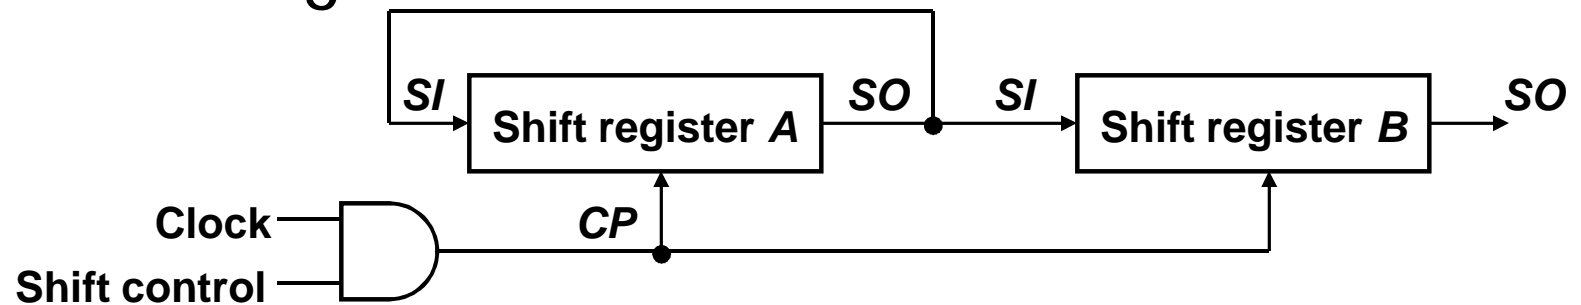 SI Shift register A SO SI Shift register B SO
Clock CP
Shift control